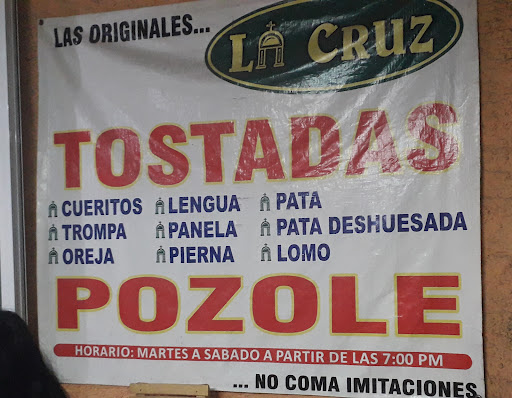 LAS ORIGINALES...
LA CRUZ
TOSTADAS
CUERITOS LENGUA PATA
TROMPA PANELA PATA DESHUESADA
OREJA PIERNA LOMO
POZOLE
HORARIO: MARTES A SABADO A PARTIR DE LAS 7:00 PM
... NO COMA IMITACIONES